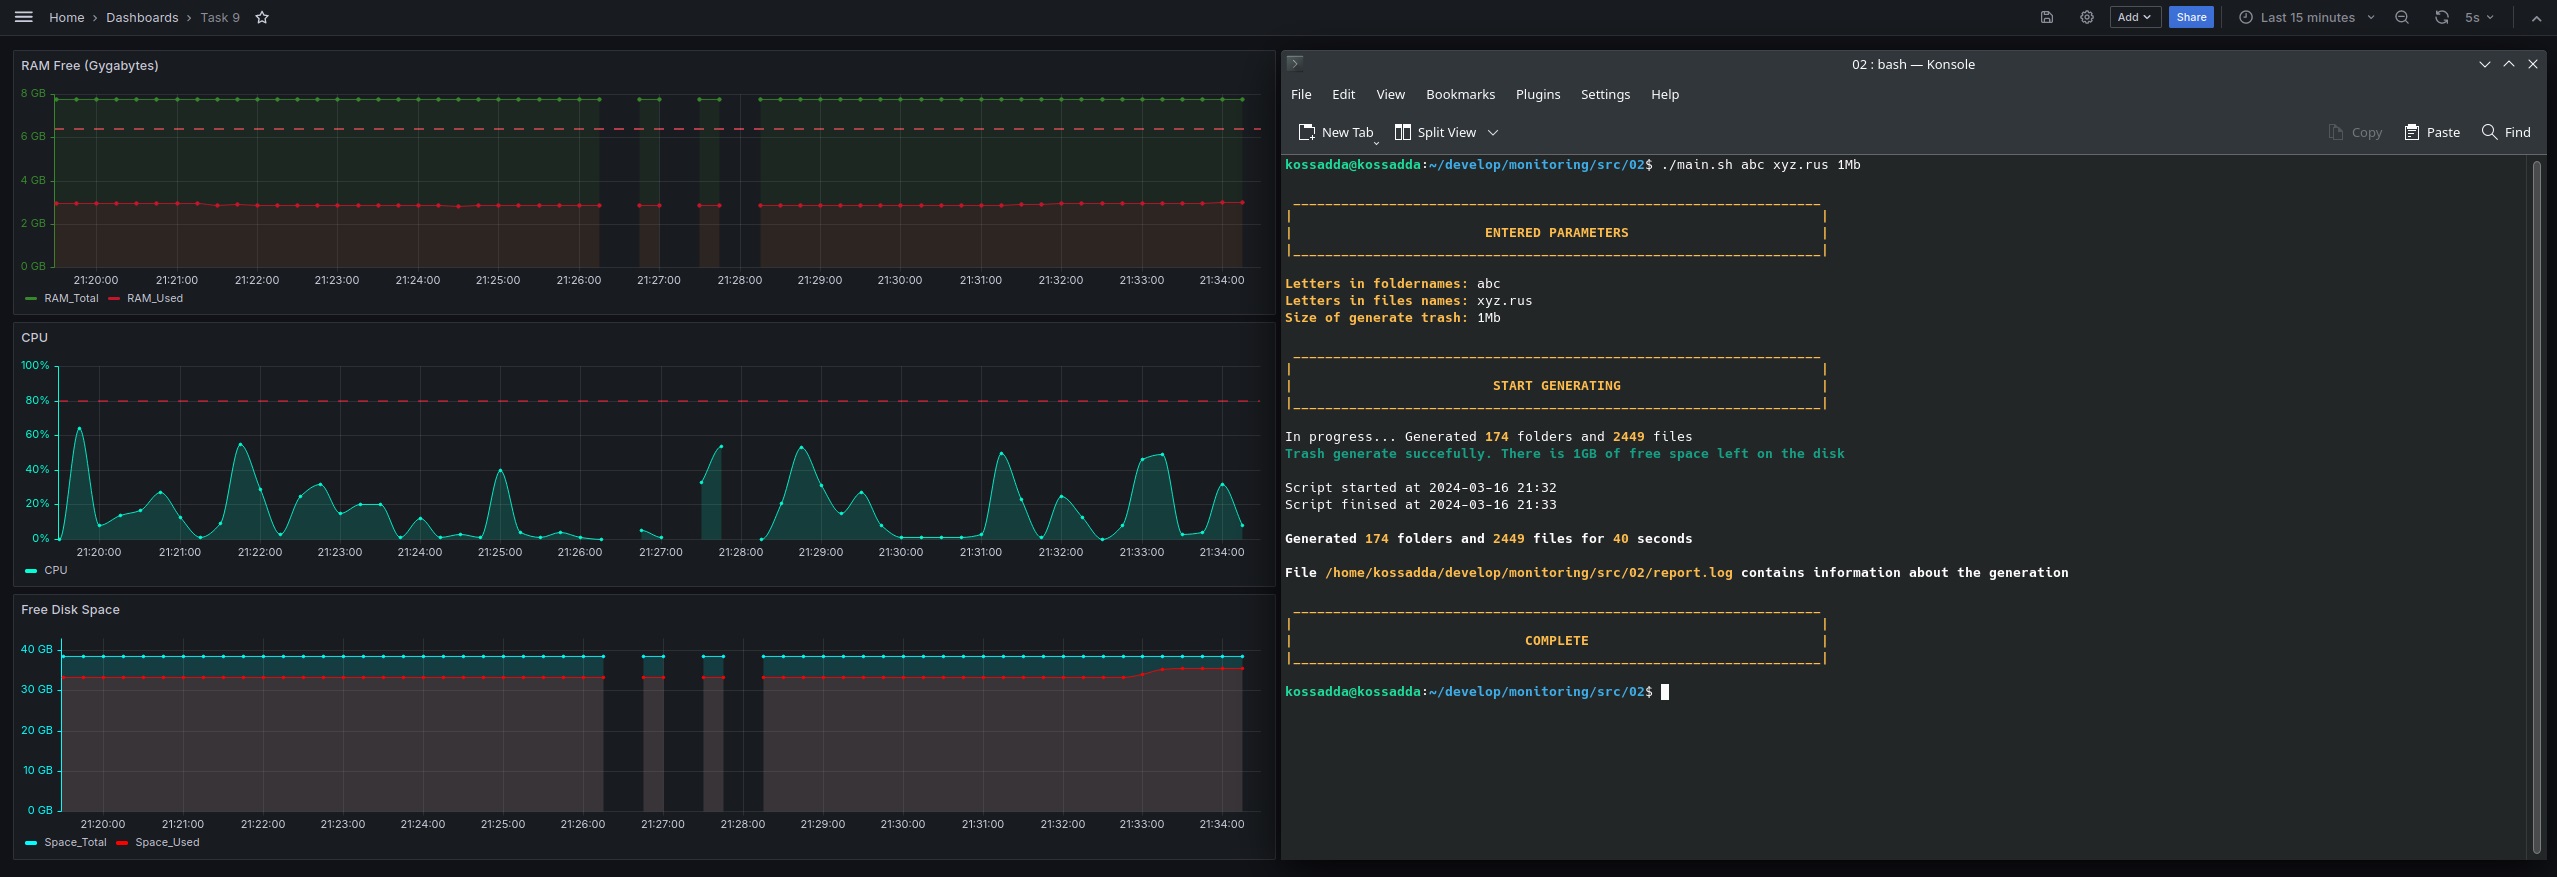 Home › Dashboards › Task 9
Add
Share
Last 15 minutes
5s
RAM Free (Gygabytes)
8 GB
6 GB
4 GB
2 GB
0 GB
21:20:00 21:21:00 21:22:00 21:23:00 21:24:00 21:25:00 21:26:00 21:27:00 21:28:00 21:29:00 21:30:00 21:31:00 21:32:00 21:33:00 21:34:00
RAM_Total RAM_Used
CPU
100%
80%
60%
40%
20%
0%
21:20:00 21:21:00 21:22:00 21:23:00 21:24:00 21:25:00 21:26:00 21:27:00 21:28:00 21:29:00 21:30:00 21:31:00 21:32:00 21:33:00 21:34:00
CPU
Free Disk Space
40 GB
30 GB
20 GB
10 GB
0 GB
21:20:00 21:21:00 21:22:00 21:23:00 21:24:00 21:25:00 21:26:00 21:27:00 21:28:00 21:29:00 21:30:00 21:31:00 21:32:00 21:33:00 21:34:00
Space_Total Space_Used
02 : bash — Konsole
File Edit View Bookmarks Plugins Settings Help
New Tab Split View Copy Paste Find
kossadda@kossadda:~/develop/monitoring/src/02$ ./main.sh abc xyz.rus 1Mb
ENTERED PARAMETERS
Letters in foldernames: abc
Letters in files names: xyz.rus
Size of generate trash: 1Mb
START GENERATING
In progress... Generated 174 folders and 2449 files
Trash generate succefully. There is 1GB of free space left on the disk
Script started at 2024-03-16 21:32
Script finised at 2024-03-16 21:33
Generated 174 folders and 2449 files for 40 seconds
File /home/kossadda/develop/monitoring/src/02/report.log contains information about the generation
COMPLETE
kossadda@kossadda:~/develop/monitoring/src/02$